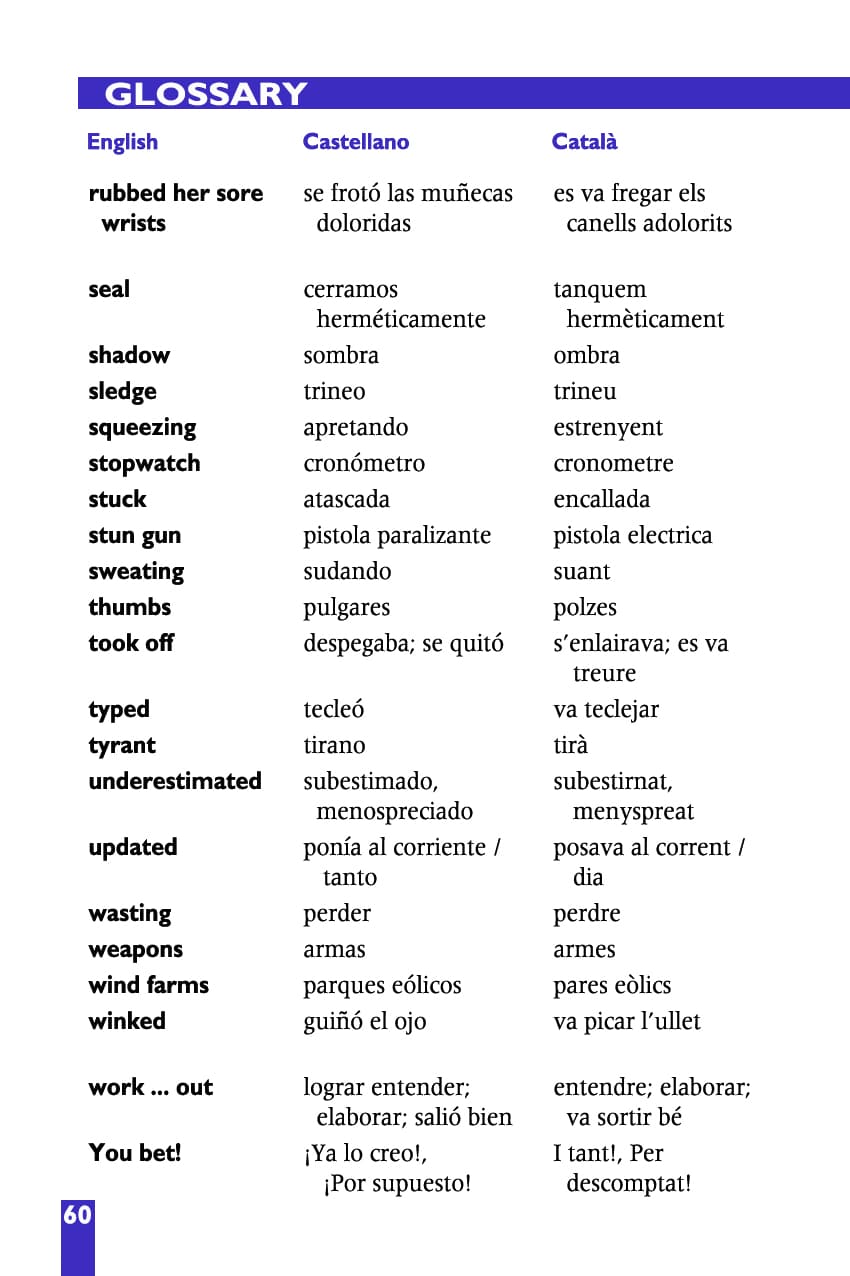 GLOSSARY
English Castellano Català
rubbed her sore se frotó las muñecas es va fregar els
wrists doloridas canells adolorits
seal cerramos tanquem
herméticamente hermèticament
shadow sombra ombra
sledge trineo trineu
squeezing apretando estrenyent
stopwatch cronómetro cronometre
stuck atascada encallada
stun gun pistola paralizante pistola electrica
sweating sudando suant
thumbs pulgares polzes
took off despegaba; se quitó s’enlairava; es va
treure
typed tecleó va teclejar
tyrant tirano tirà
underestimated subestimado, subestirnat,
menospreciado menyspreat
updated ponía al corriente / posava al corrent /
tanto dia
wasting perder perdre
weapons armas armes
wind farms parques eólicos pares eòlics
winked guiñó el ojo va picar l’ullet
work ... out lograr entender; entendre; elaborar;
elaborar; salió bien va sortir bé
You bet! ¡Ya lo creo!, I tant!, Per
¡Por supuesto! descomptat!
60